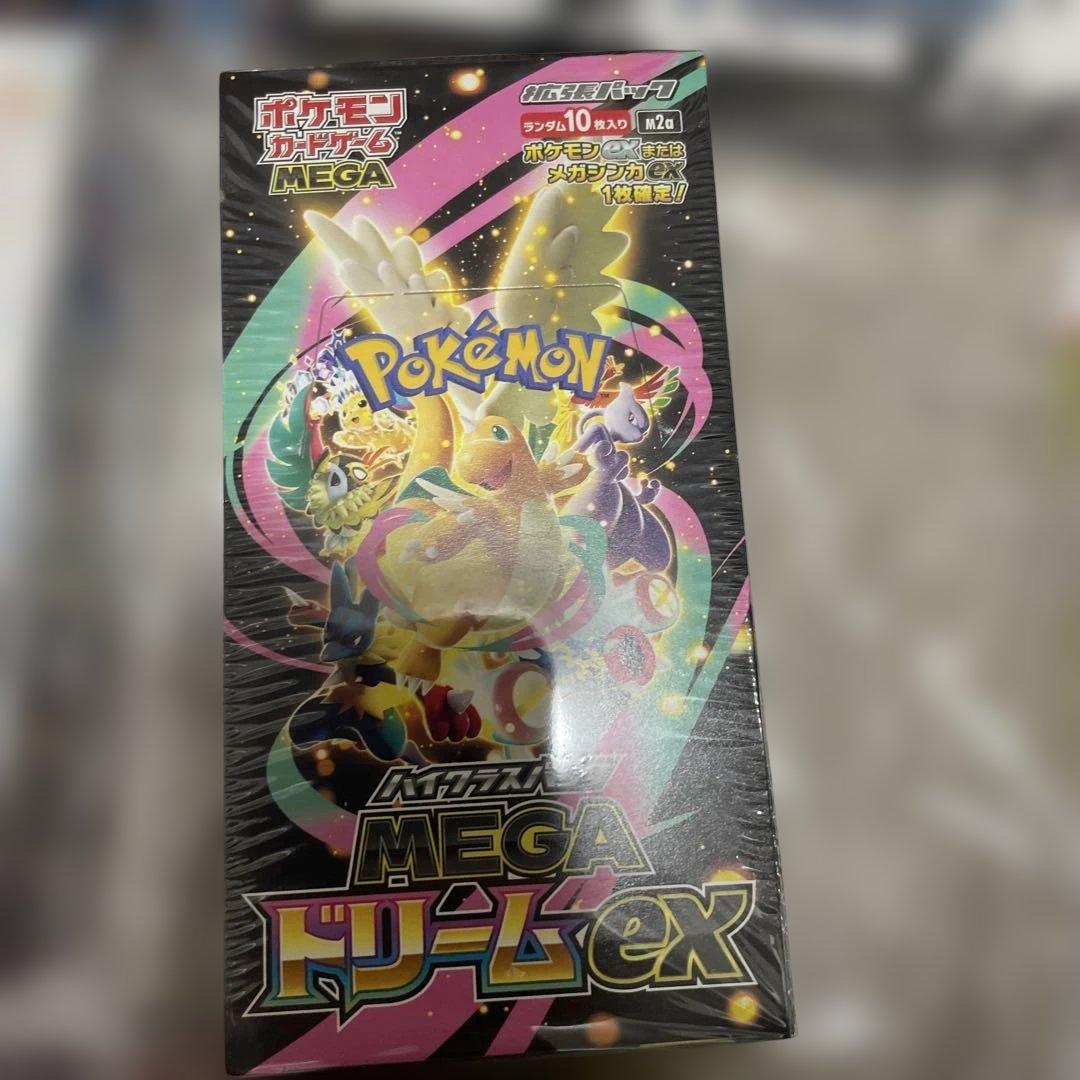 ポケモン
カードゲーム
MEGA
拡張パック
ランダム10枚入り M2a
ポケモンexまたは
メガシンカex
1枚確定!
POKéMON
TM
ハイクラスパック
MEGA
ドリームex